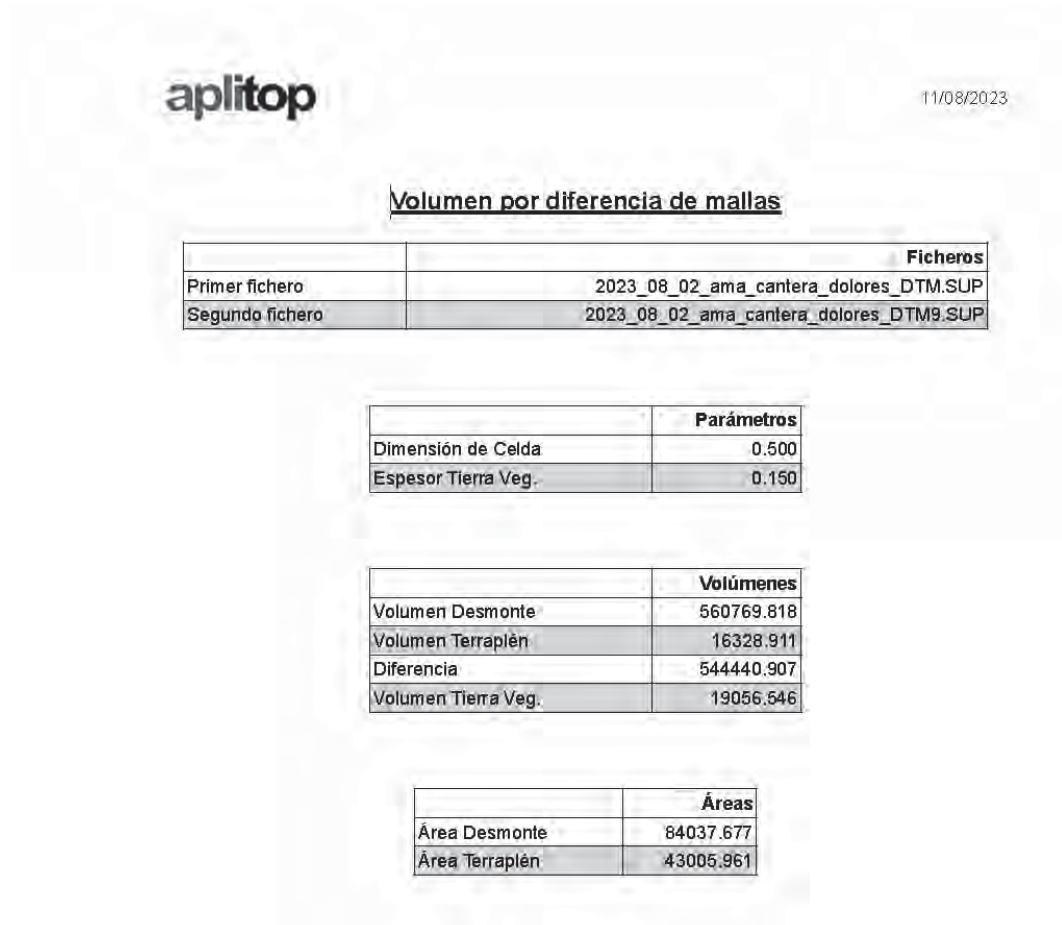 aplitop
11/08/2023
Volumen por diferencia de mallas
Ficheros
Primer fichero 2023_08_02_ama_cantera_dolores_DTM.SUP
Segundo fichero 2023_08_02_ama_cantera_dolores_DTM9.SUP
Parámetros
Dimensión de Celda 0.500
Espesor Tierra Veg. 0.150
Volúmenes
Volumen Desmonte 560769.818
Volumen Terraplén 16328.911
Diferencia 544440.907
Volumen Tierra Veg. 19056.546
Áreas
Área Desmonte 84037.677
Área Terraplén 43005.961